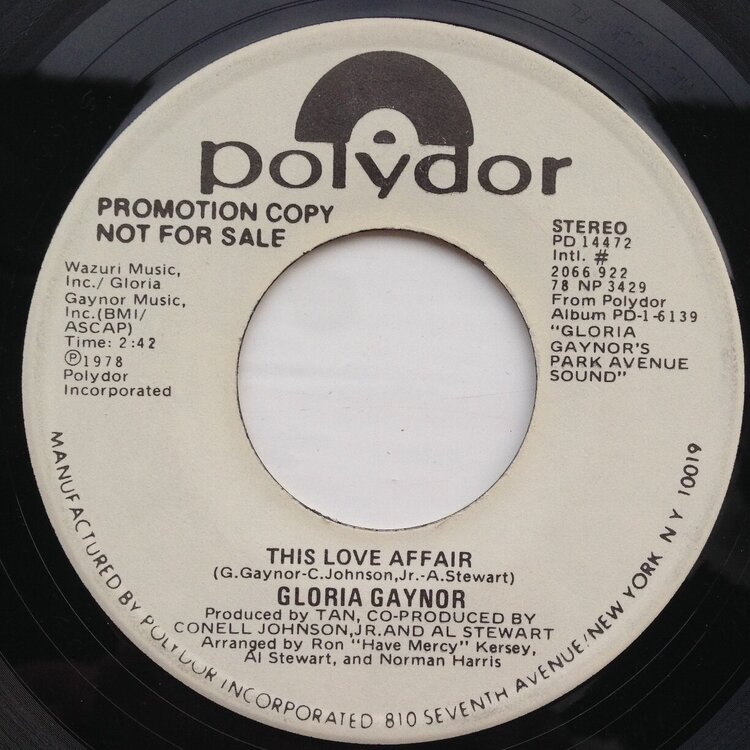 polydor
PROMOTION COPY
NOT FOR SALE
Wazuri Music,
Inc./ Gloria
Gaynor Music,
Inc.(BMI/
ASCAP)
Time: 2:42
Ⓟ1978
Polydor
Incorporated
STEREO
PD 14472
Intl. #
2066 922
78 NP 3429
From Polydor
Album PD-1-6139
"GLORIA
GAYNOR'S
PARK AVENUE
SOUND"
THIS LOVE AFFAIR
(G.Gaynor-C.Johnson,Jr.-A.Stewart)
GLORIA GAYNOR
Produced by TAN, CO-PRODUCED BY
CONELL JOHNSON,JR.AND AL STEWART
Arranged by Ron "Have Mercy" Kersey,
Al Stewart, and Norman Harris
MANUFACTURED BY POLYDOR INCORPORATED 810 SEVENTH AVENUE/NEW YORK N Y 10019